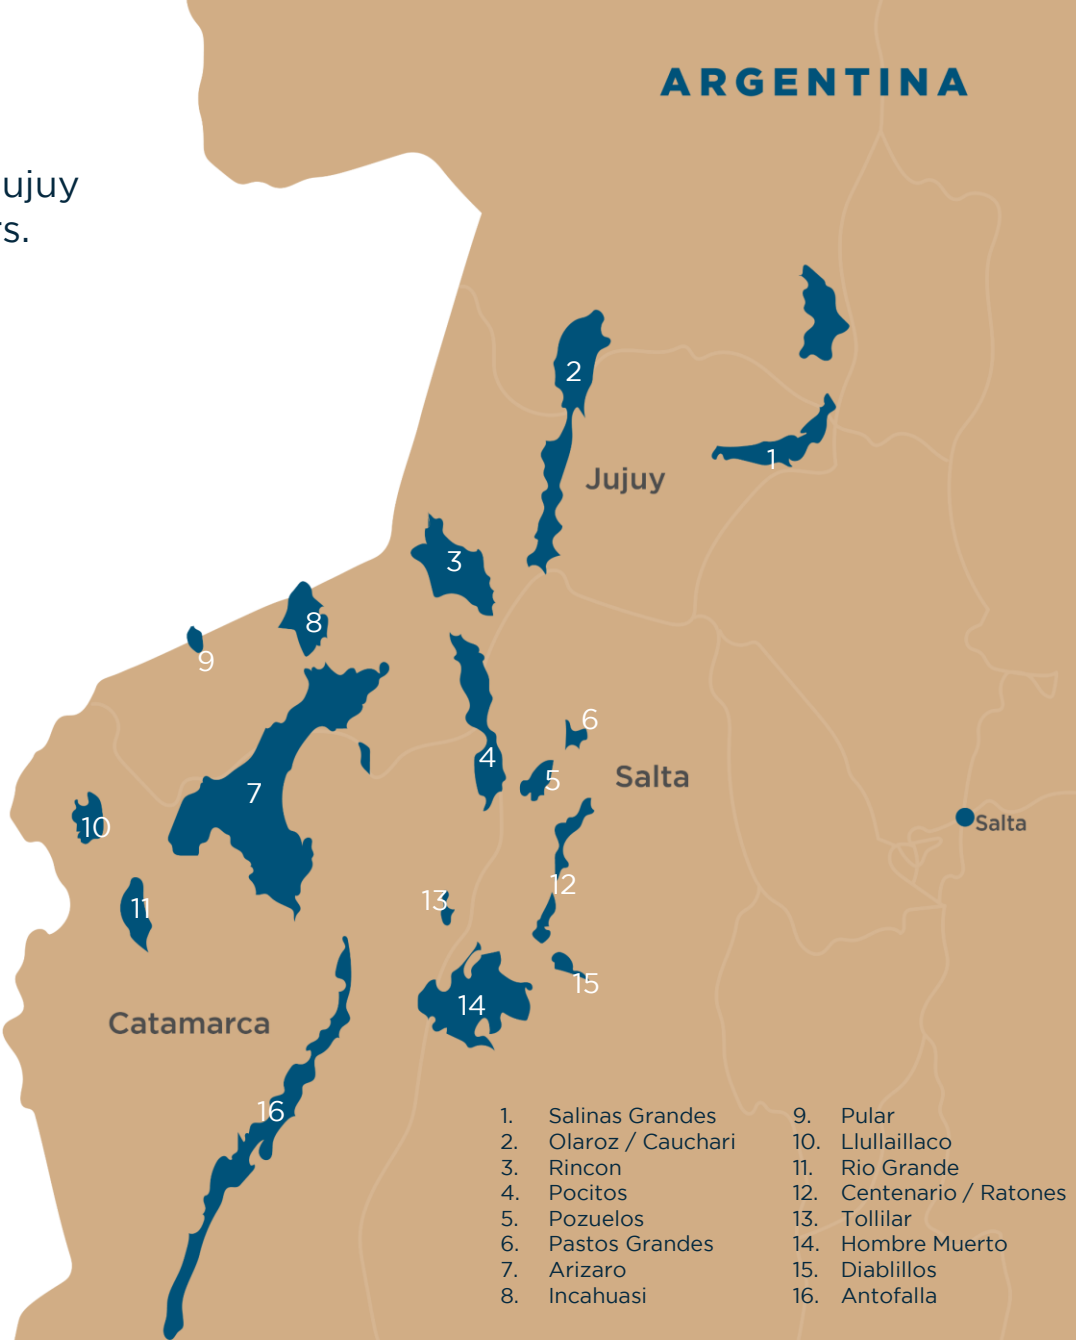 ARGENTINA
ujuy
rs.
2
1
Jujuy
3
8
9
6
4
5
Salta
7
10
Salta
12
13
11
15
14
Catamarca
16
1. Salinas Grandes
2. Olaroz / Cauchari
3. Rincon
4. Pocitos
5. Pozuelos
6. Pastos Grandes
7. Arizaro
8. Incahuasi
9. Pular
10. Llullaillaco
11. Rio Grande
12. Centenario / Ratones
13. Tollilar
14. Hombre Muerto
15. Diablillos
16. Antofalla